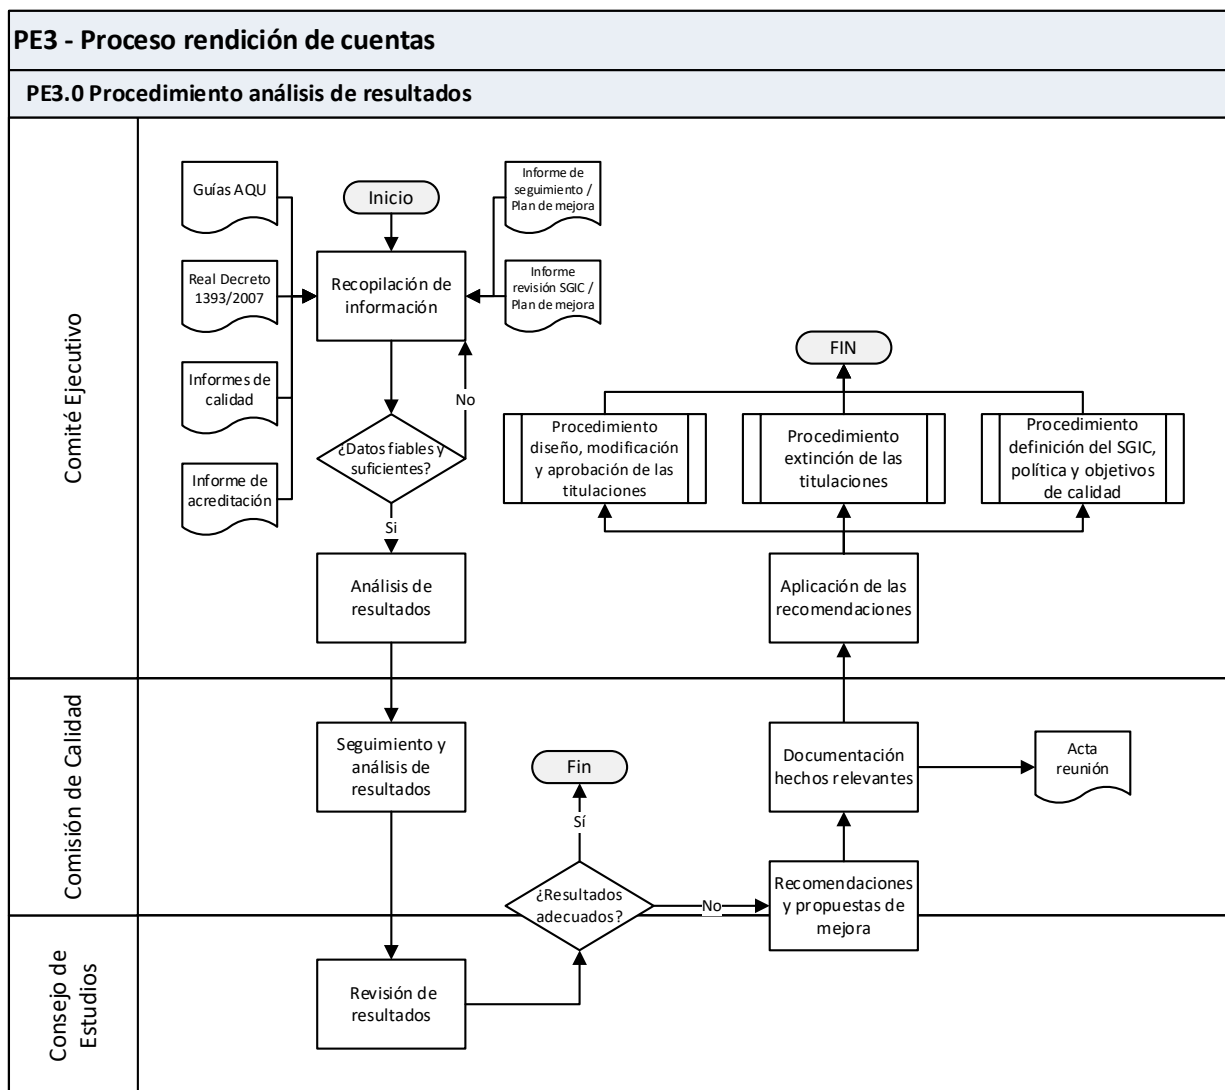 PE3 - Proceso rendición de cuentas
PE3.0 Procedimiento análisis de resultados
Comité Ejecutivo
Guías AQU
Real Decreto
1393/2007
Informes de
calidad
Informe de
acreditación
Inicio
Informe de
seguimiento /
Plan de mejora
Informe
revisión SGIC /
Plan de mejora
Recopilación de
información
No
¿Datos fiables y
suficientes?
Si
Análisis de
resultados
FIN
Procedimiento
diseño, modificación
y aprobación de las
titulaciones
Procedimiento
extinción de las
titulaciones
Procedimiento
definición del SGIC,
política y objetivos
de calidad
Aplicación de las
recomendaciones
Comisión de Calidad
Seguimiento y
análisis de
resultados
Fin
Sí
¿Resultados
adecuados?
No
Documentación
hechos relevantes
Acta
reunión
Recomendaciones
y propuestas de
mejora
Consejo de
Estudios
Revisión de
resultados